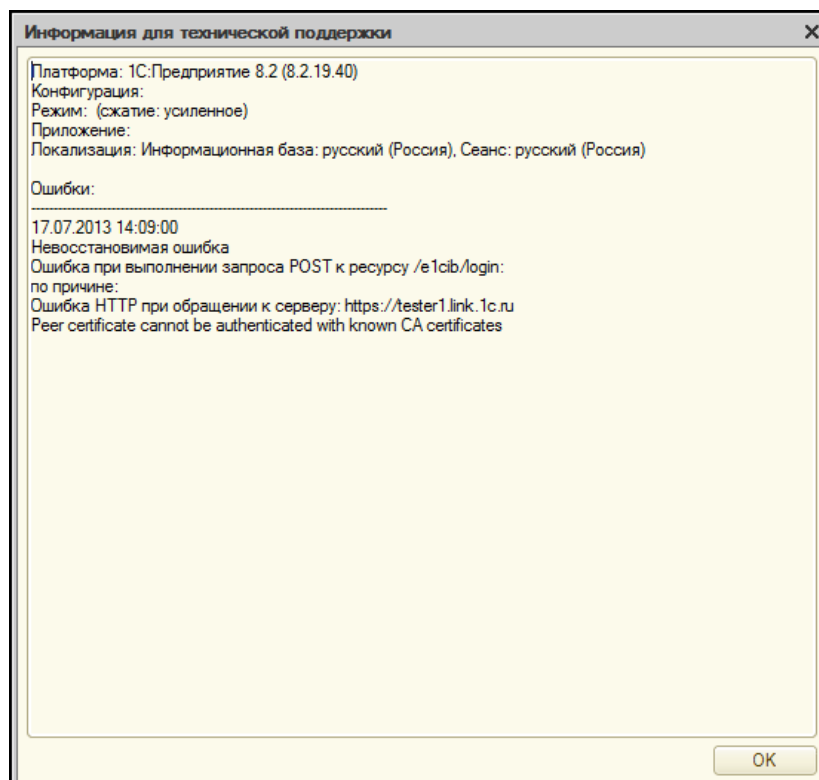 Информация для технической поддержки
Платформа: 1С:Предприятие 8.2 (8.2.19.40)
Конфигурация:
Режим:  (сжатие: усиленное)
Приложение:
Локализация: Информационная база: русский (Россия), Сеанс: русский (Россия)
Ошибки:
--------------------------------------------------------------------------------
17.07.2013 14:09:00
Невосстановимая ошибка
Ошибка при выполнении запроса POST к ресурсу /e1cib/login:
по причине:
Ошибка HTTP при обращении к серверу: https://tester1.link.1c.ru
Peer certificate cannot be authenticated with known CA certificates
ОК